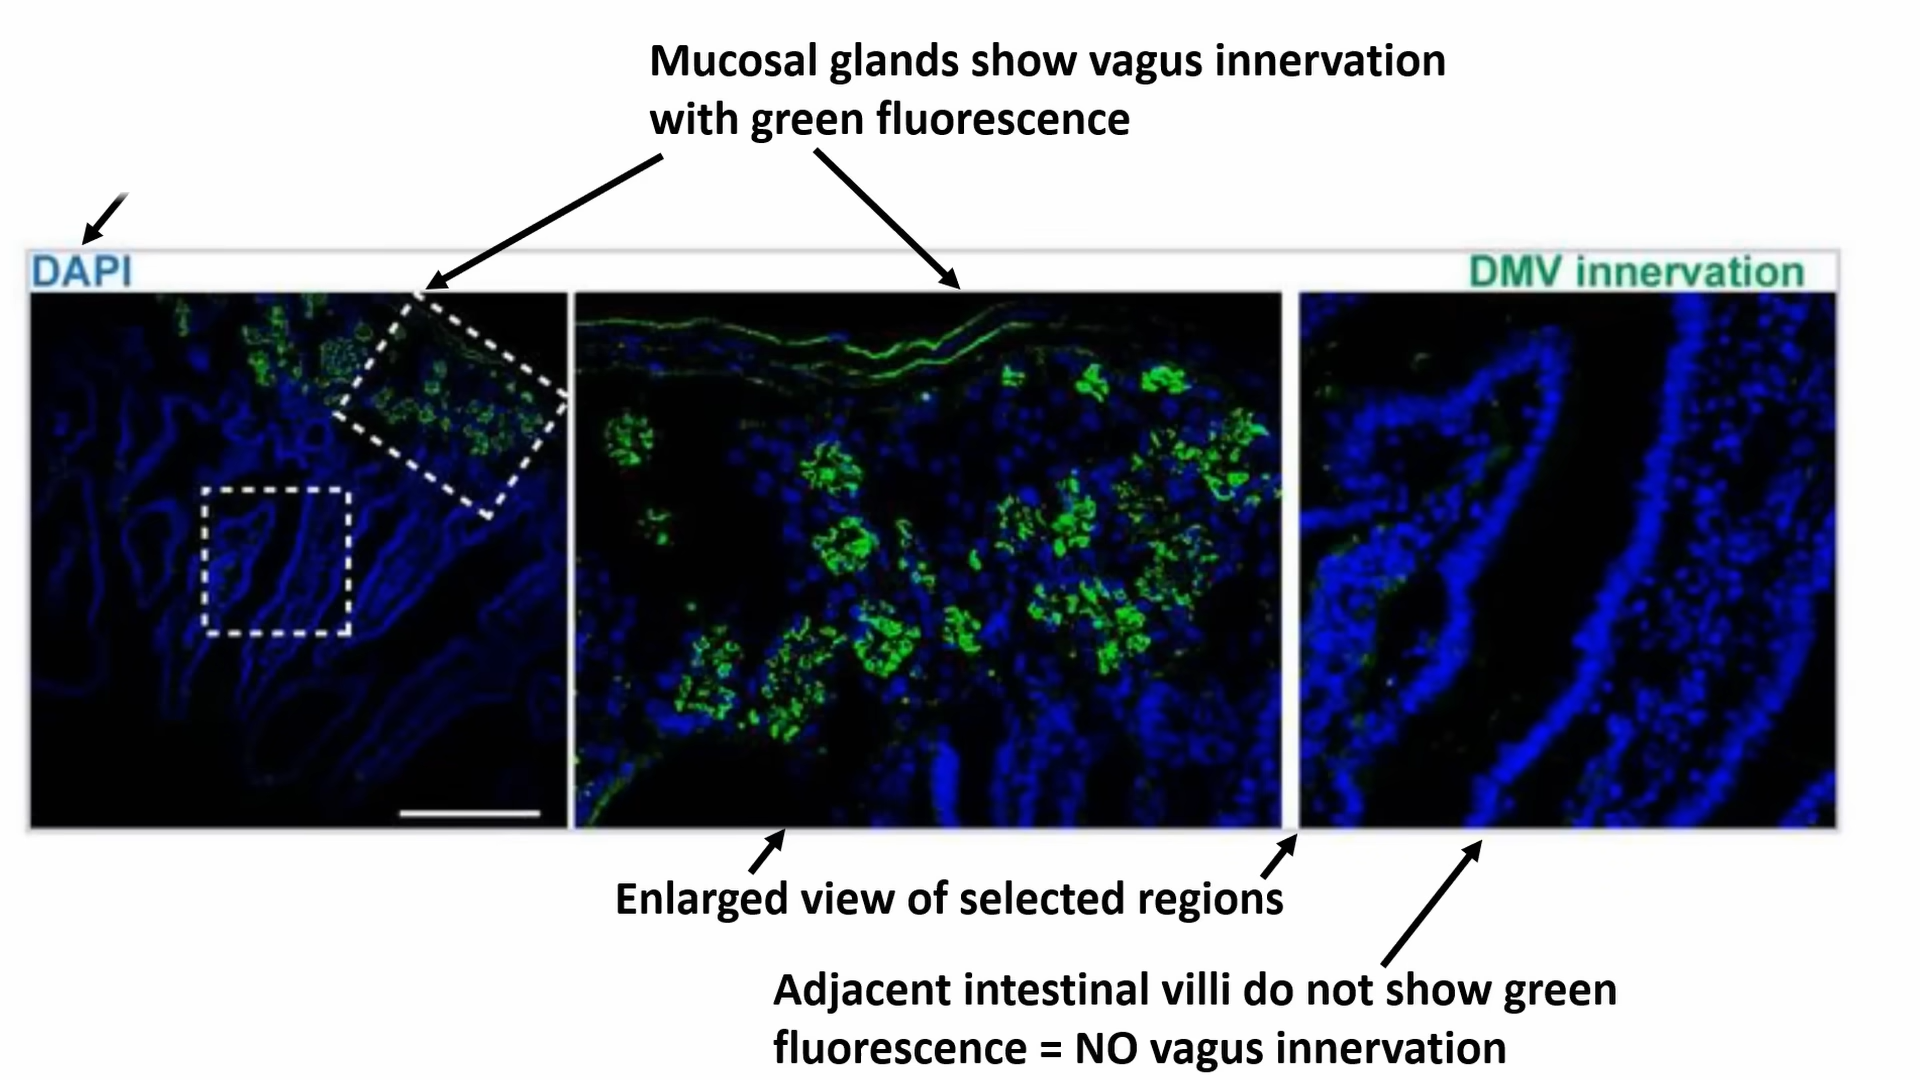 Mucosal glands show vagus innervation
with green fluorescence
DAPI
DMV innervation
Enlarged view of selected regions
Adjacent intestinal villi do not show green
fluorescence = NO vagus innervation